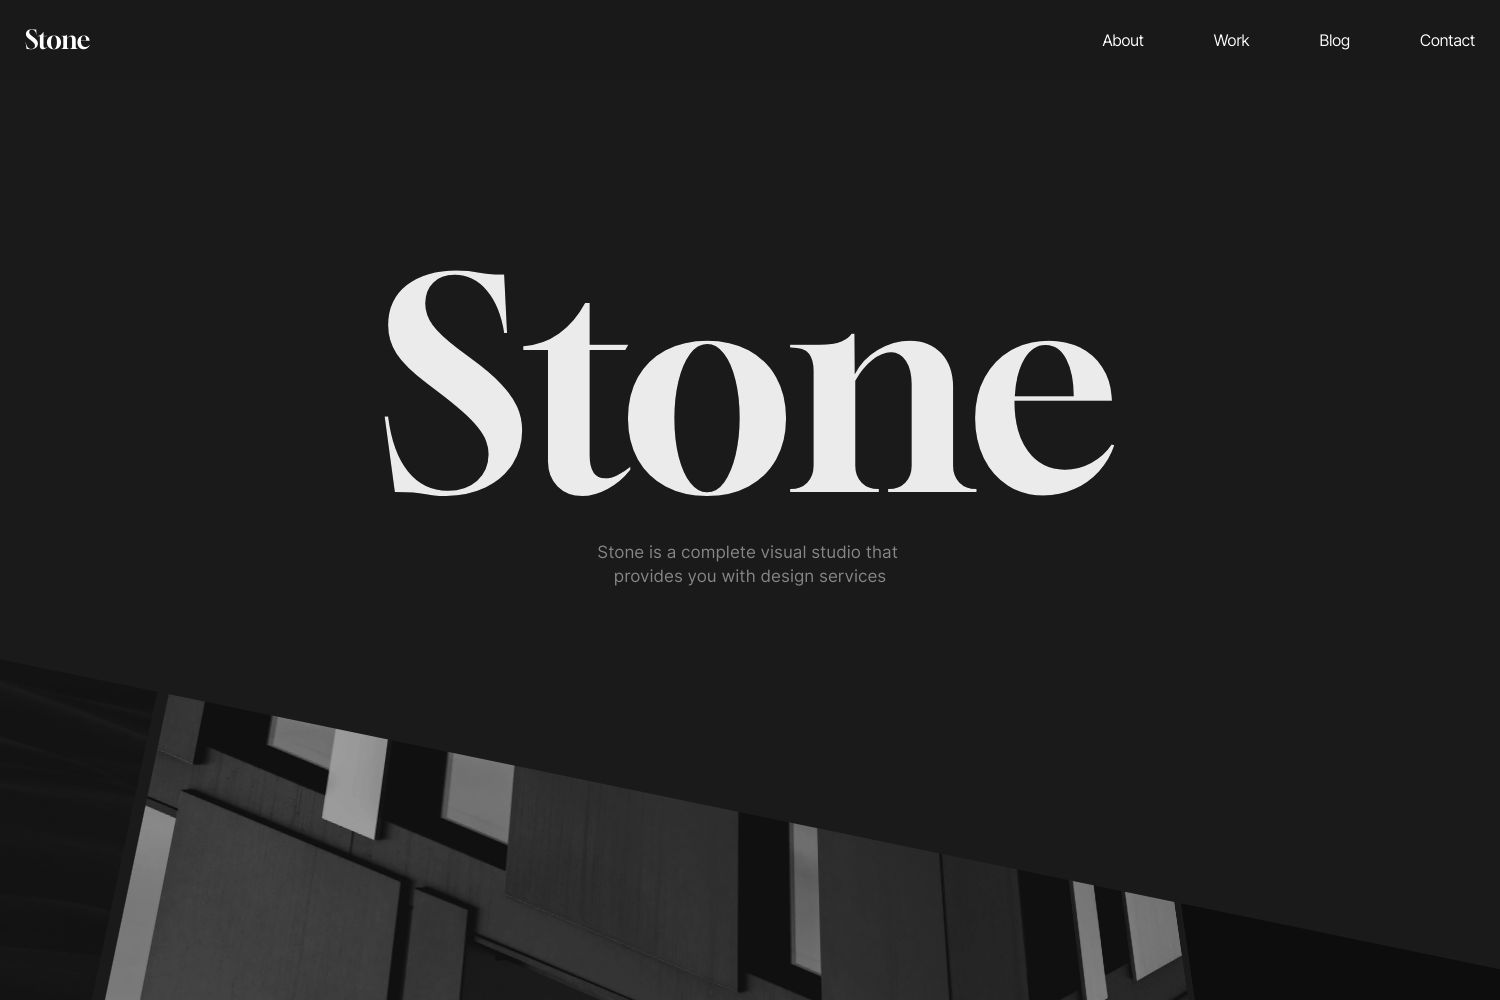 Stone
About
Work
Blog
Contact
Stone
Stone is a complete visual studio that
provides you with design services